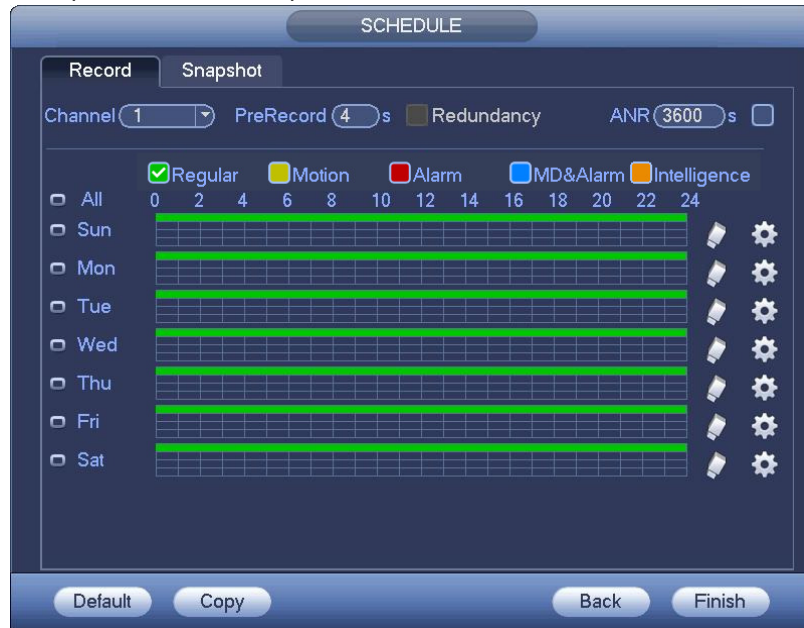 SCHEDULE
Record Snapshot
Channel 1 PreRecord 4 s Redundancy ANR 3600 s
Regular Motion Alarm MD&Alarm Intelligence
All 0 2 4 6 8 10 12 14 16 18 20 22 24
Sun
Mon
Tue
Wed
Thu
Fri
Sat
Default Copy Back Finish